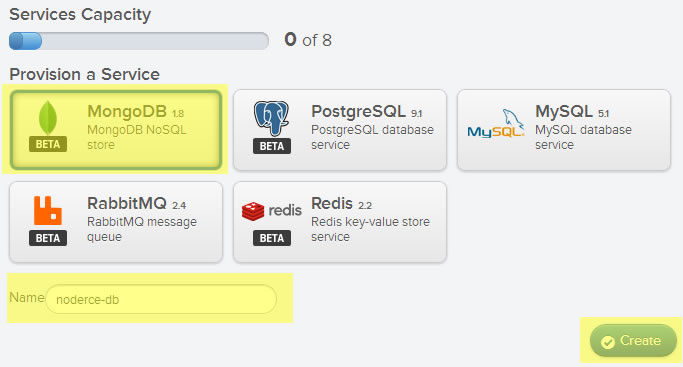 Services Capacity
0 of 8
Provision a Service
MongoDB 1.8
MongoDB NoSQL
store
BETA
PostgreSQL 9.1
PostgreSQL database
service
BETA
MySQL
MySQL 5.1
MySQL database
service
RabbitMQ 2.4
RabbitMQ message
queue
BETA
redis
Redis 2.2
Redis key-value store
service
BETA
Name noderce-db
Create